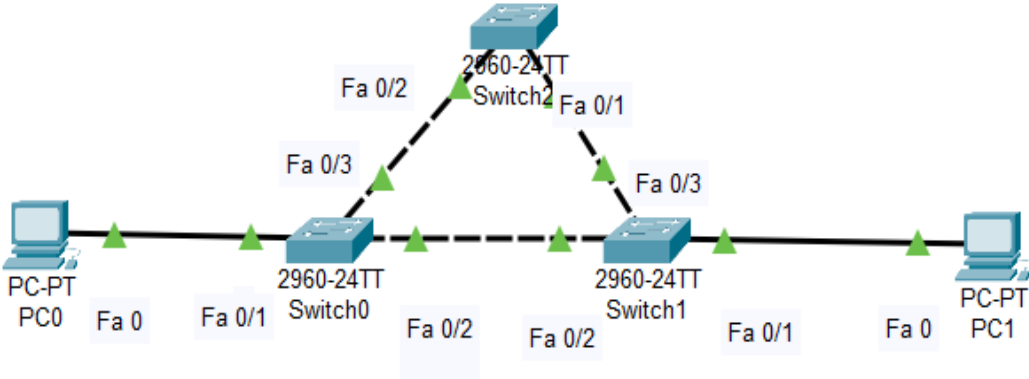 2960-24TT
Switch2
Fa 0/2
Fa 0/1
Fa 0/3
Fa 0/3
PC-PT
PC0
Fa 0
Fa 0/1
2960-24TT
Switch0
Fa 0/2
Fa 0/2
2960-24TT
Switch1
Fa 0/1
Fa 0
PC-PT
PC1